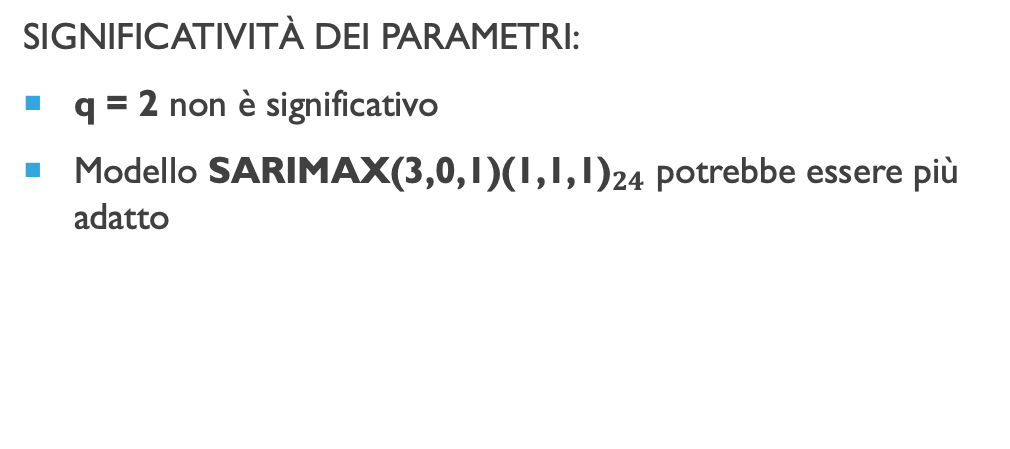 SIGNIFICATIVITÀ DEI PARAMETRI:
▪ q = 2 non è significativo
▪ Modello SARIMAX(3,0,1)(1,1,1)₂₄ potrebbe essere più
adatto